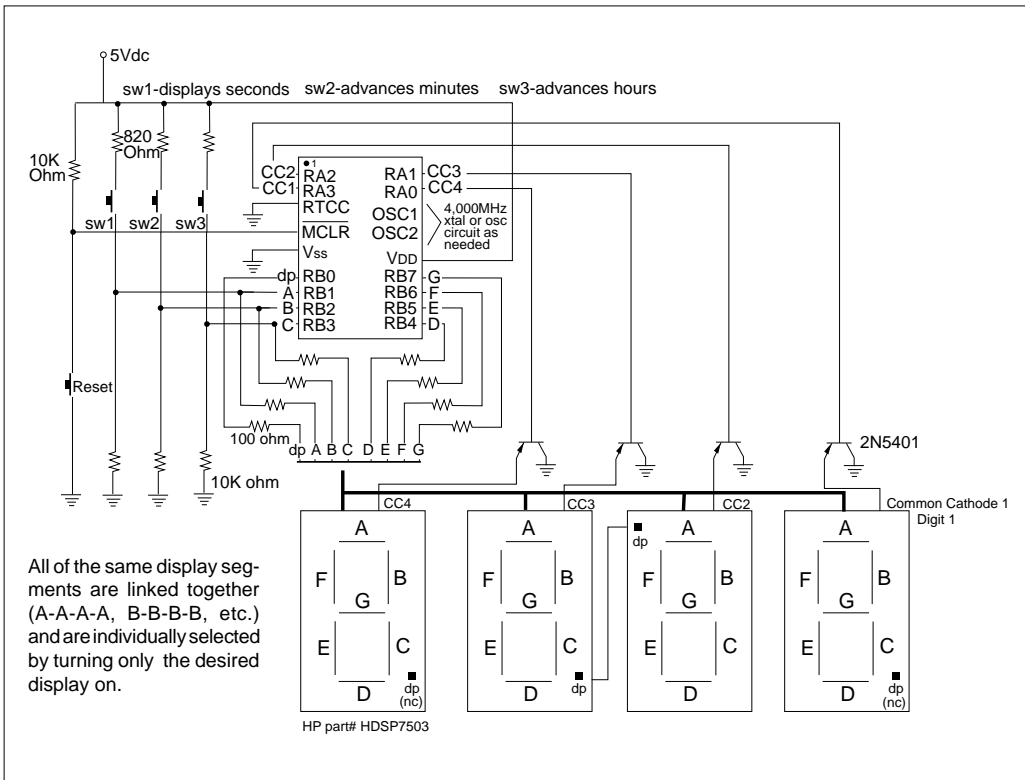 5Vdc
sw1-displays seconds sw2-advances minutes sw3-advances hours
820
Ohm
10K
Ohm
sw1
sw2
sw3
Reset
10K ohm
1
CC2
CC1
RA2
RA3
RTCC
MCLR
Vss
dp
A
B
C
RB0
RB1
RB2
RB3
RA1
RA0
OSC1
OSC2
VDD
RB7
RB6
RB5
RB4
CC3
CC4
4,000MHz
xtal or osc
circuit as
needed
G
F
E
D
100 ohm
dp A B C D E F G
2N5401
CC4
CC3
CC2
Common Cathode 1
Digit 1
A
F
B
G
E
C
D
dp
(nc)
A
F
B
G
E
C
D
dp
dp
A
F
B
G
E
C
D
A
F
B
G
E
C
D
dp
(nc)
HP part# HDSP7503
All of the same display seg-
ments are linked together
(A-A-A-A, B-B-B-B, etc.)
and are individually selected
by turning only the desired
display on.